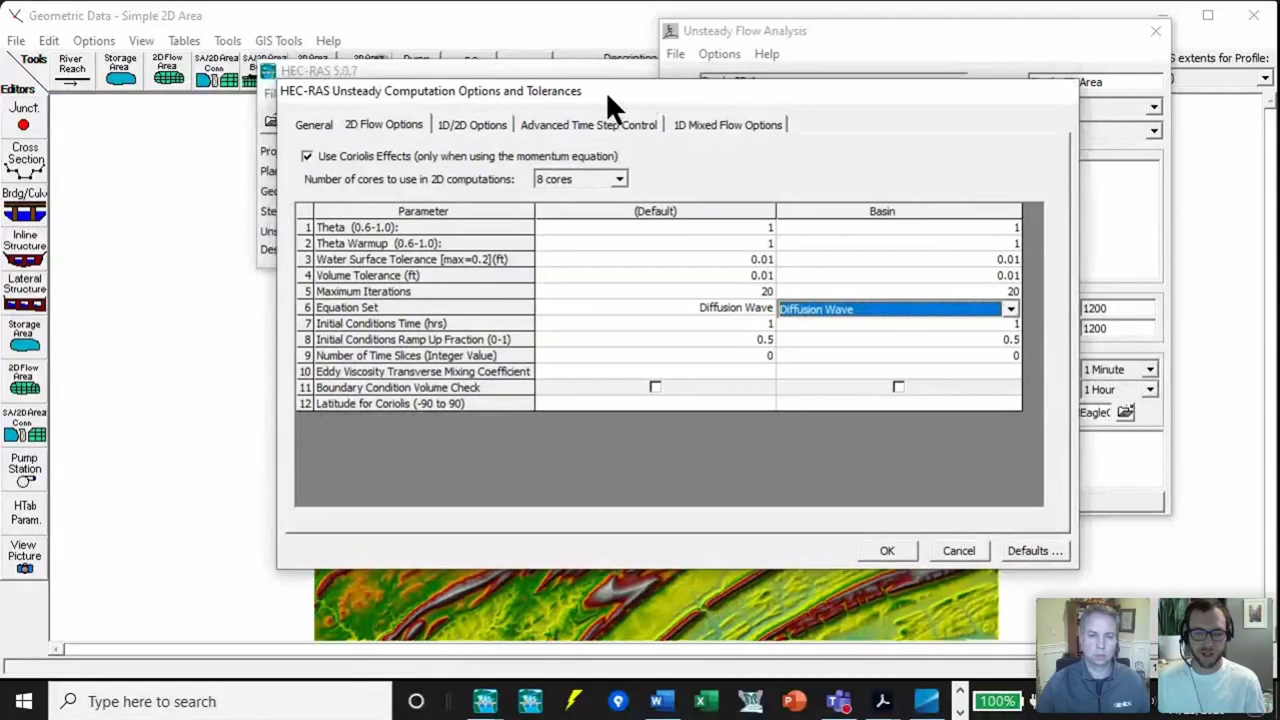 Geometric Data - Simple 2D Area
File Edit Options View Tables Tools GIS Tools Help
Tools
River Reach
Storage Area
2D Flow Area
SA/2D Area Conn
Editors
Junct.
Cross Section
Brdg/Culv
Inline Structure
Lateral Structure
Storage Area
2D Flow Area
SA/2D Area Conn
Pump Station
HTab Param.
View Picture
Unsteady Flow Analysis
File Options Help
Area
S extents for Profile:
HEC-RAS 5.0.7
HEC-RAS Unsteady Computation Options and Tolerances
General 2D Flow Options 1D/2D Options Advanced Time Step Control 1D Mixed Flow Options
Use Coriolis Effects (only when using the momentum equation)
Number of cores to use in 2D computations: 8 cores
Parameter (Default) Basin
1 Theta (0.6-1.0): 1 1
2 Theta Warmup (0.6-1.0): 1 1
3 Water Surface Tolerance [max=0.2](ft) 0.01 0.01
4 Volume Tolerance (ft) 0.01 0.01
5 Maximum Iterations 20 20
6 Equation Set Diffusion Wave Diffusion Wave
7 Initial Conditions Time (hrs) 1 1
8 Initial Conditions Ramp Up Fraction (0-1) 0.5 0.5
9 Number of Time Slices (Integer Value) 0 0
10 Eddy Viscosity Transverse Mixing Coefficient
11 Boundary Condition Volume Check
12 Latitude for Coriolis (-90 to 90)
OK Cancel Defaults ...
1200
1200
1 Minute
1 Hour
Type here to search
100%